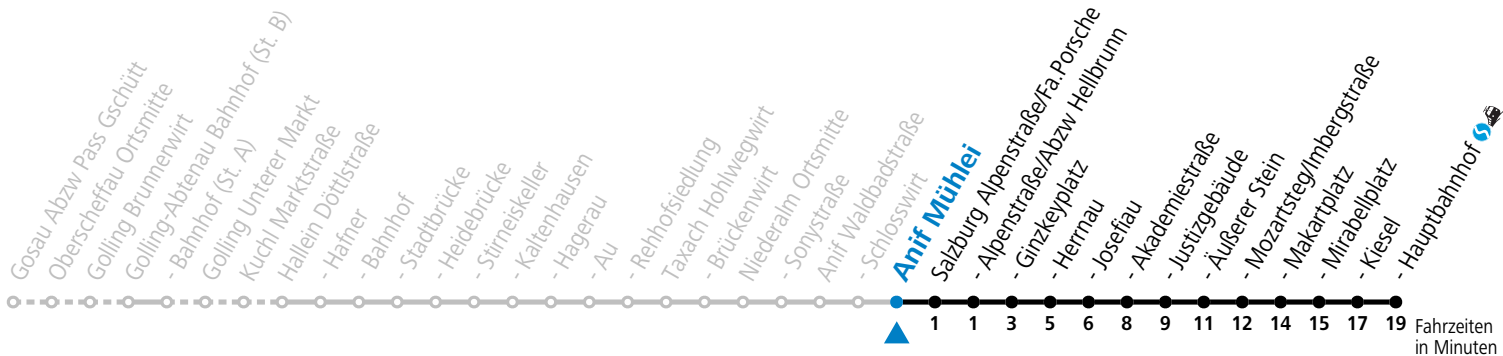 Gosau Abzw Pass Gschütt
Oberscheffau Ortsmitte
Golling Brunnenwirt
Golling-Abtenau Bahnhof (St. B)
- Bahnhof (St. A)
Golling Unterer Markt
Kuchl Marktstraße
Hallein Döttlstraße
- Hafner
- Bahnhof
- Stadtbrücke
- Heidebrücke
- Stirneiskeller
- Kaltenhausen
- Hagerau
- Au
- Rehhofsiedlung
Taxach Hohlwegwirt
- Brückenwirt
Niederalm Ortsmitte
- Sonystraße
Anif Waldbadstraße
- Schlosswirt
Anif Mühlei
Salzburg Alpenstraße/Fa.Porsche
- Alpenstraße/Abzw Hellbrunn
- Ginzkeyplatz
- Herrnau
- Josefiau
- Akademiestraße
- Justizgebäude
- Äußerer Stein
- Mozartsteg/Imbergstraße
- Makartplatz
- Mirabellplatz
- Kiesel
- Hauptbahnhof
1 1 3 5 6 8 9 11 12 14 15 17 19 Fahrzeiten
in Minuten